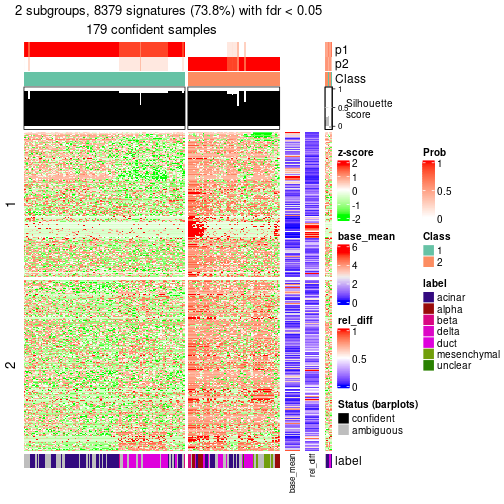 2 subgroups, 8379 signatures (73.8%) with fdr < 0.05
179 confident samples
p1
p2
Class
1
0.5
0
Silhouette
score
1
2
z-score
2
1
0
-1
-2
Prob
1
0.5
0
base_mean
6
4
2
0
Class
1
2
label
acinar
alpha
beta
delta
duct
mesenchymal
unclear
rel_diff
1
0.5
0
Status (barplots)
confident
ambiguous
label
base_mean
rel_diff